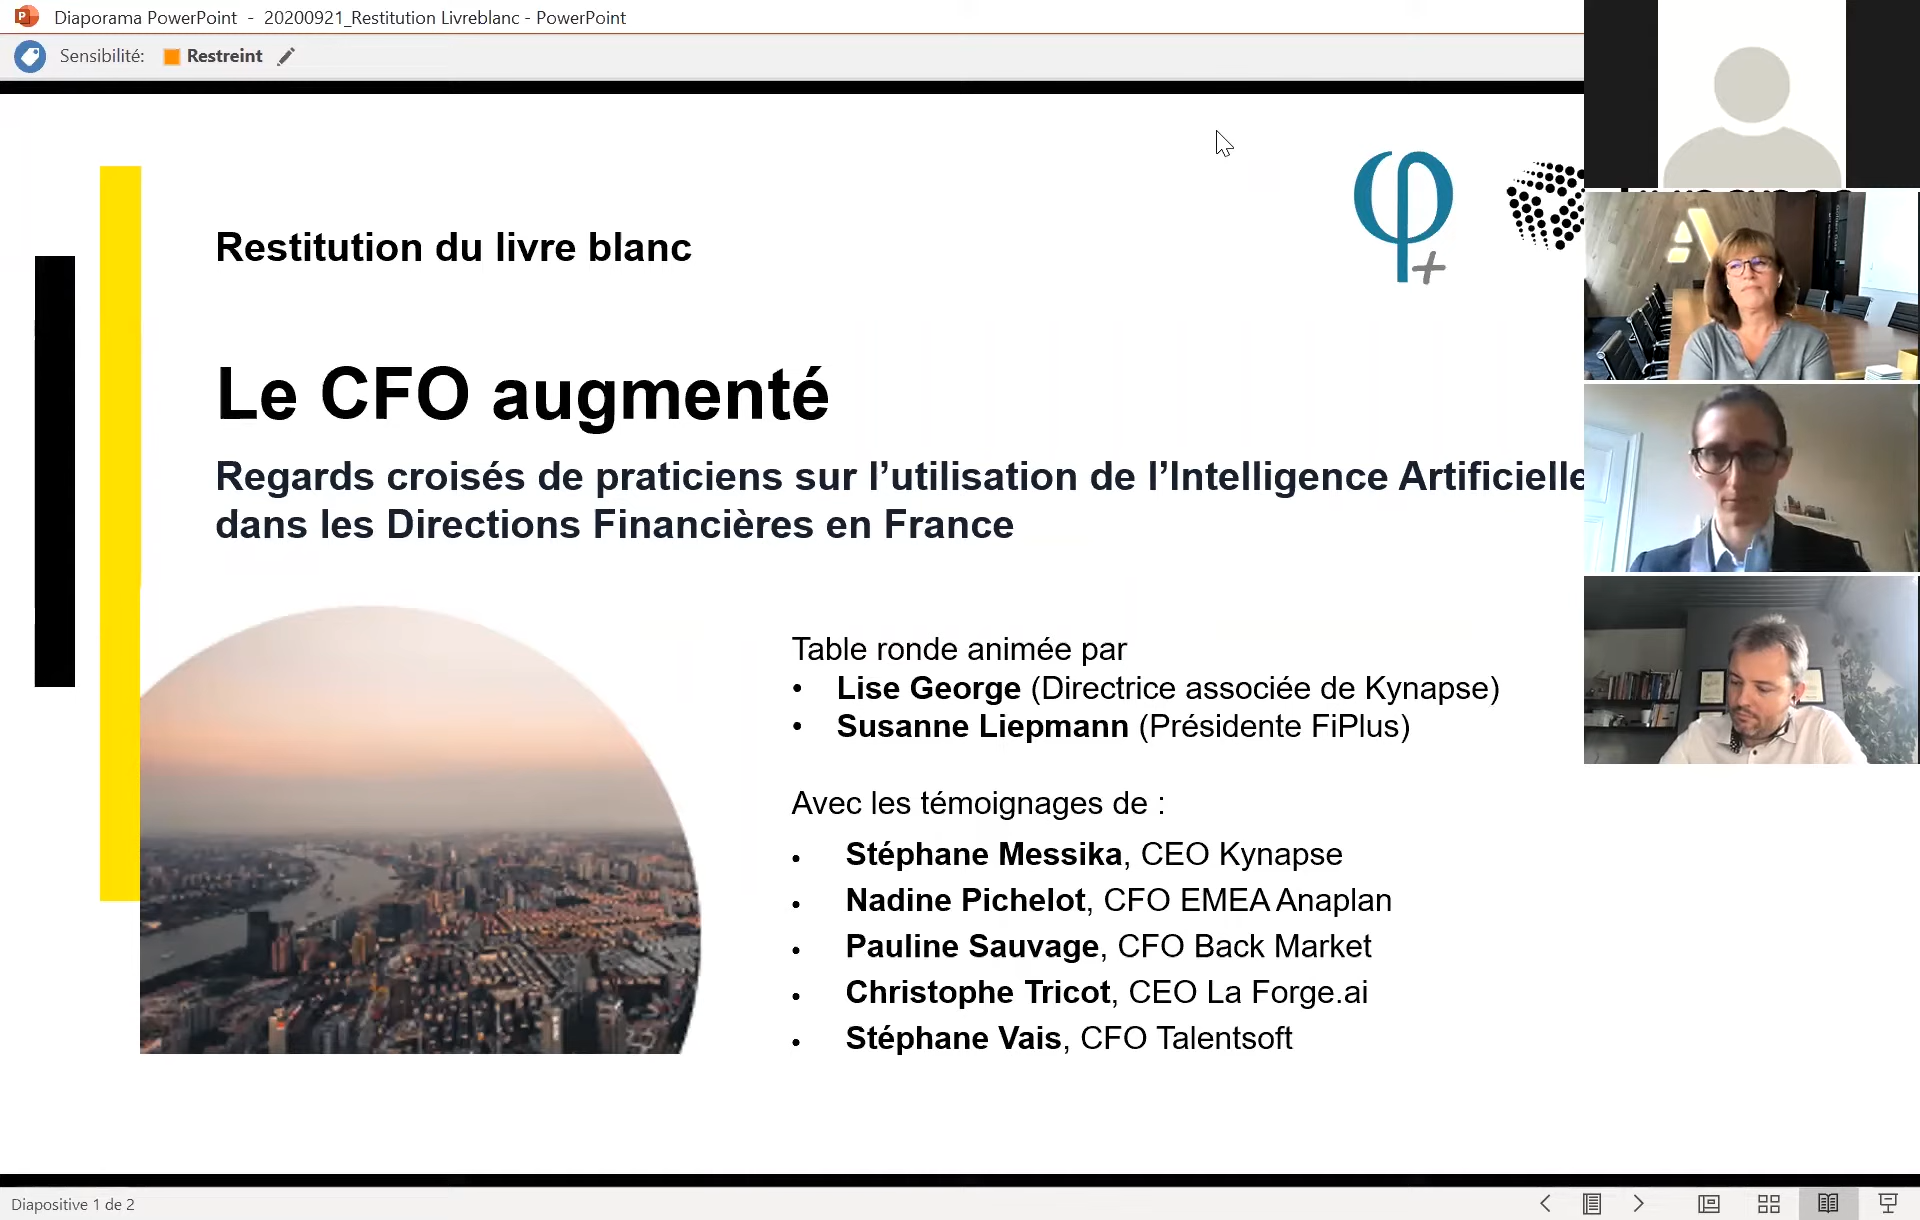 Diaporama PowerPoint - 20200921_Restitution Livreblanc - PowerPoint
Sensibilité: Restreint
φ+
Restitution du livre blanc
Le CFO augmenté
Regards croisés de praticiens sur l’utilisation de l’Intelligence Artificielle
dans les Directions Financières en France
Table ronde animée par
• Lise George (Directrice associée de Kynapse)
• Susanne Liepmann (Présidente FiPlus)
Avec les témoignages de :
• Stéphane Messika, CEO Kynapse
• Nadine Pichelot, CFO EMEA Anaplan
• Pauline Sauvage, CFO Back Market
• Christophe Tricot, CEO La Forge.ai
• Stéphane Vais, CFO Talentsoft
Diapositive 1 de 2